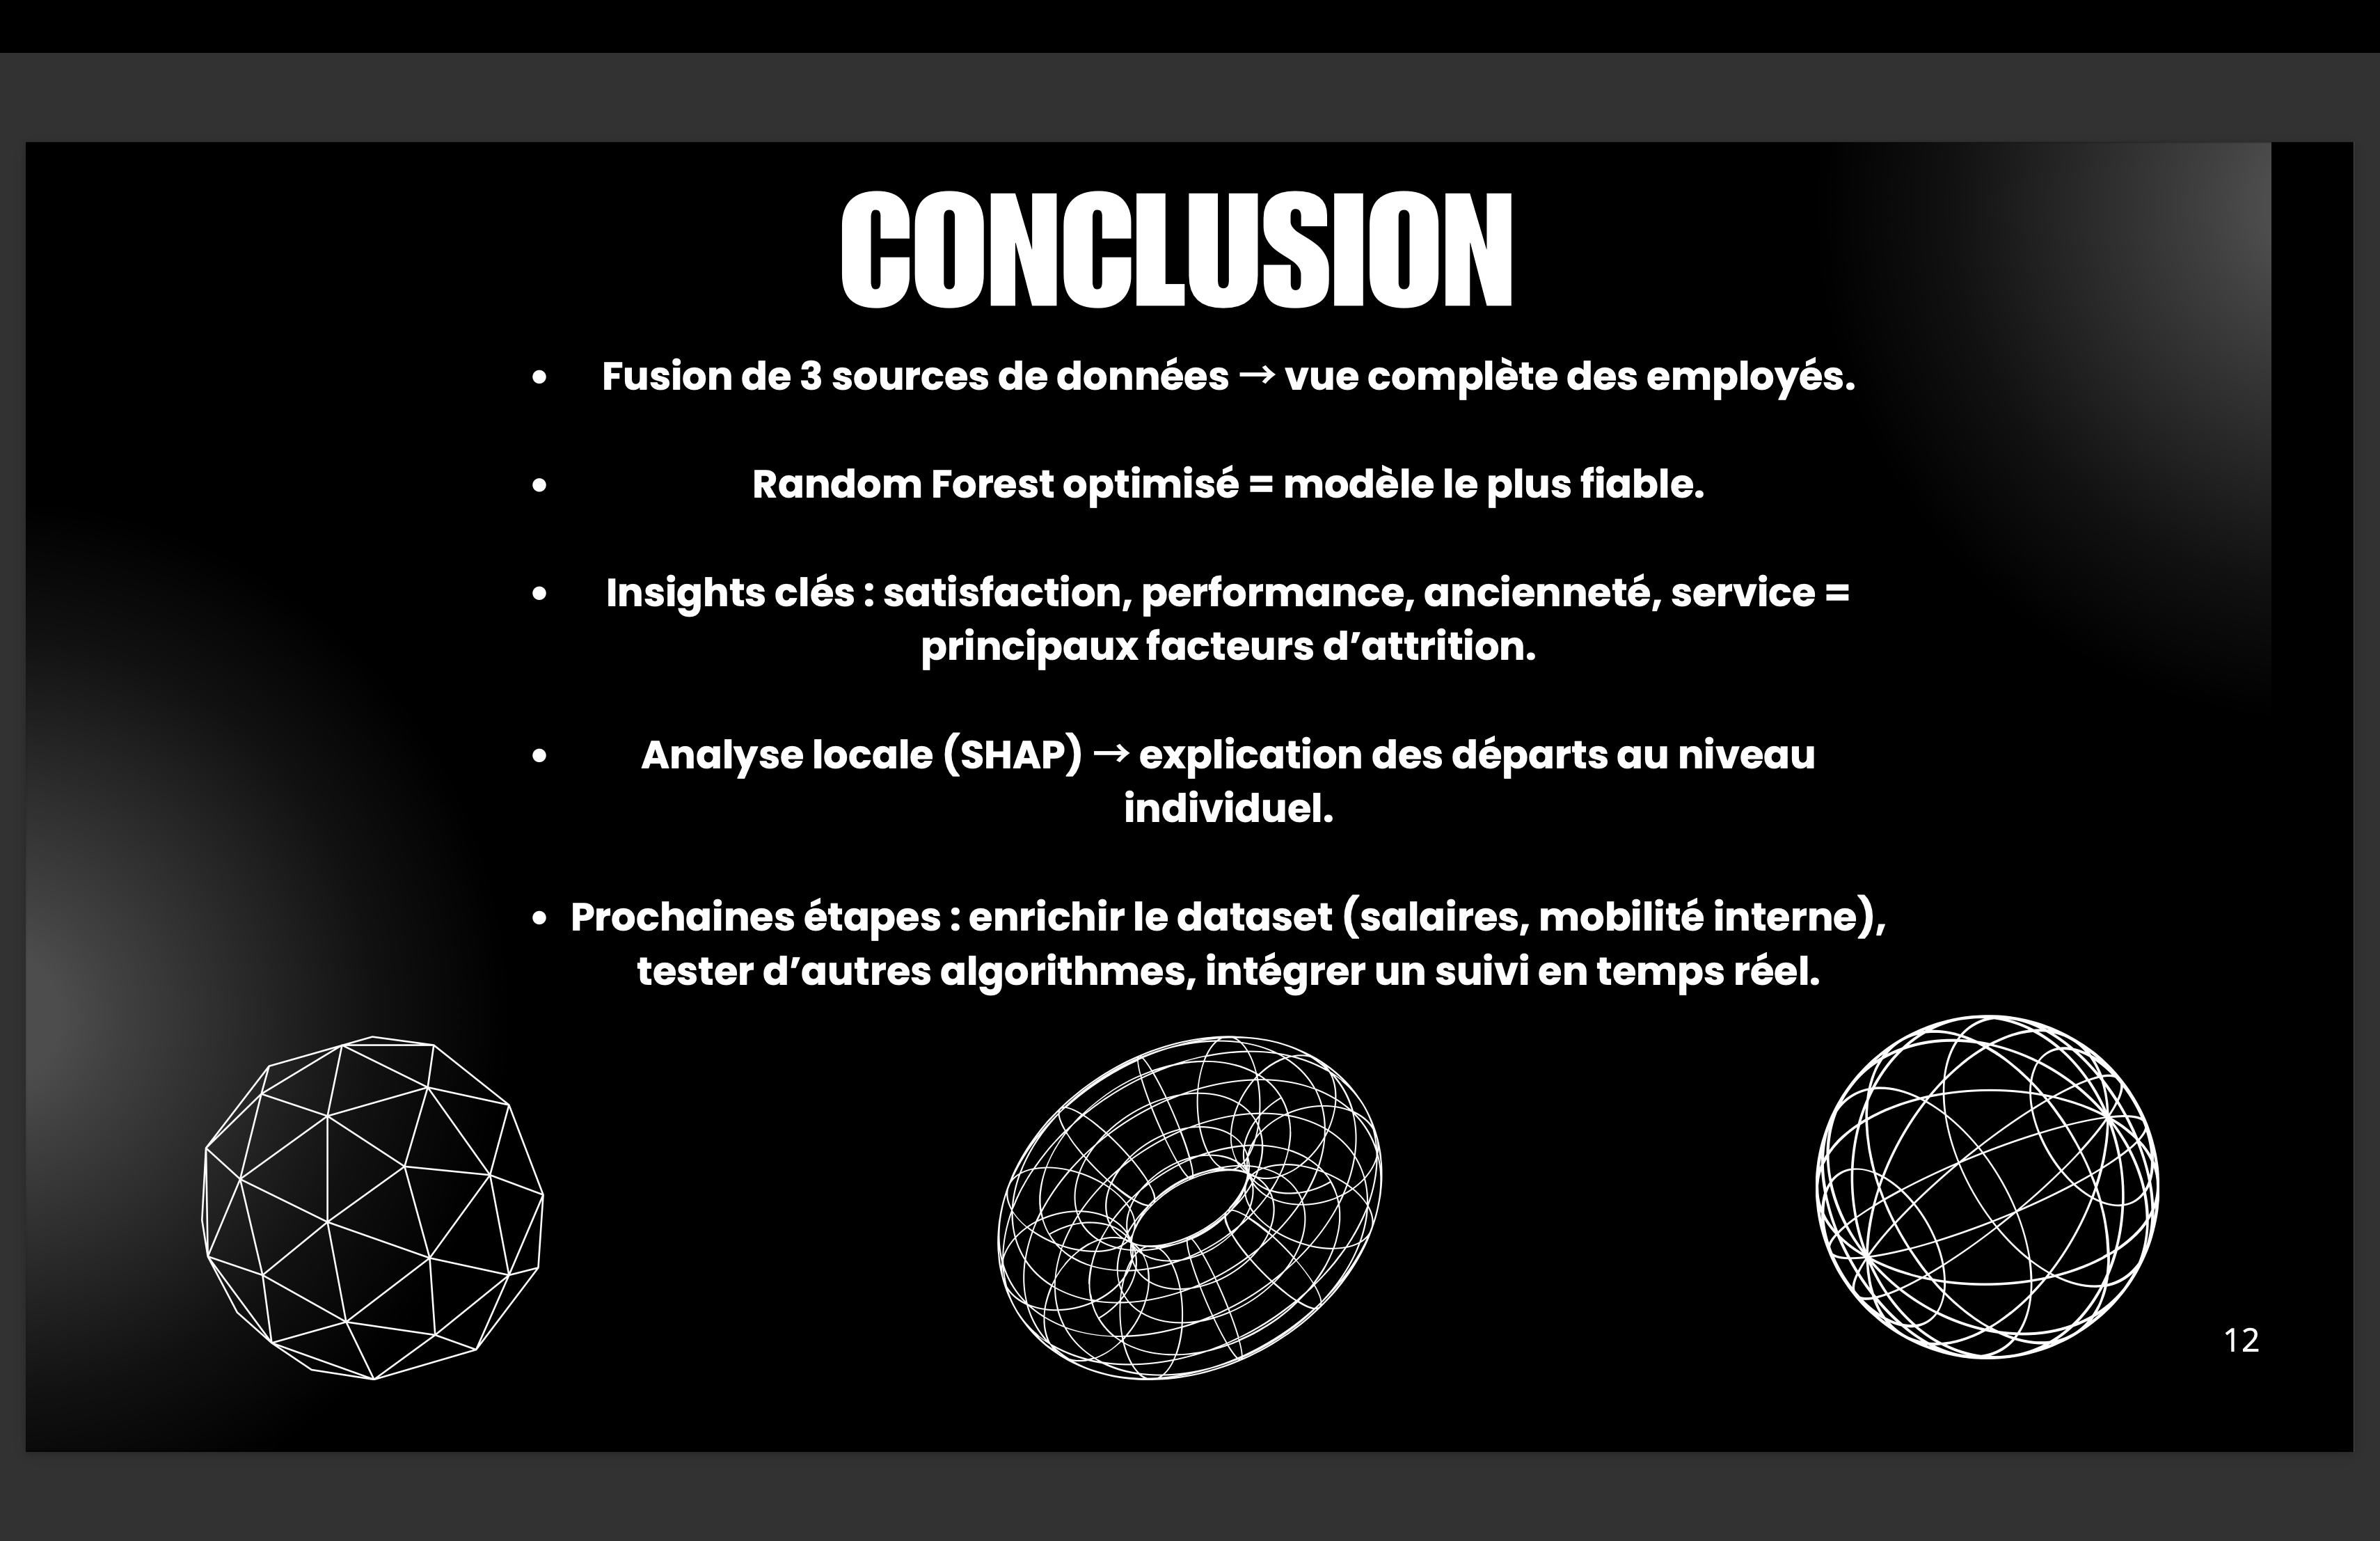 CONCLUSION
• Fusion de 3 sources de données → vue complète des employés.
• Random Forest optimisé = modèle le plus fiable.
• Insights clés : satisfaction, performance, ancienneté, service =
principaux facteurs d’attrition.
• Analyse locale (SHAP) → explication des départs au niveau
individuel.
• Prochaines étapes : enrichir le dataset (salaires, mobilité interne),
tester d’autres algorithmes, intégrer un suivi en temps réel.
12